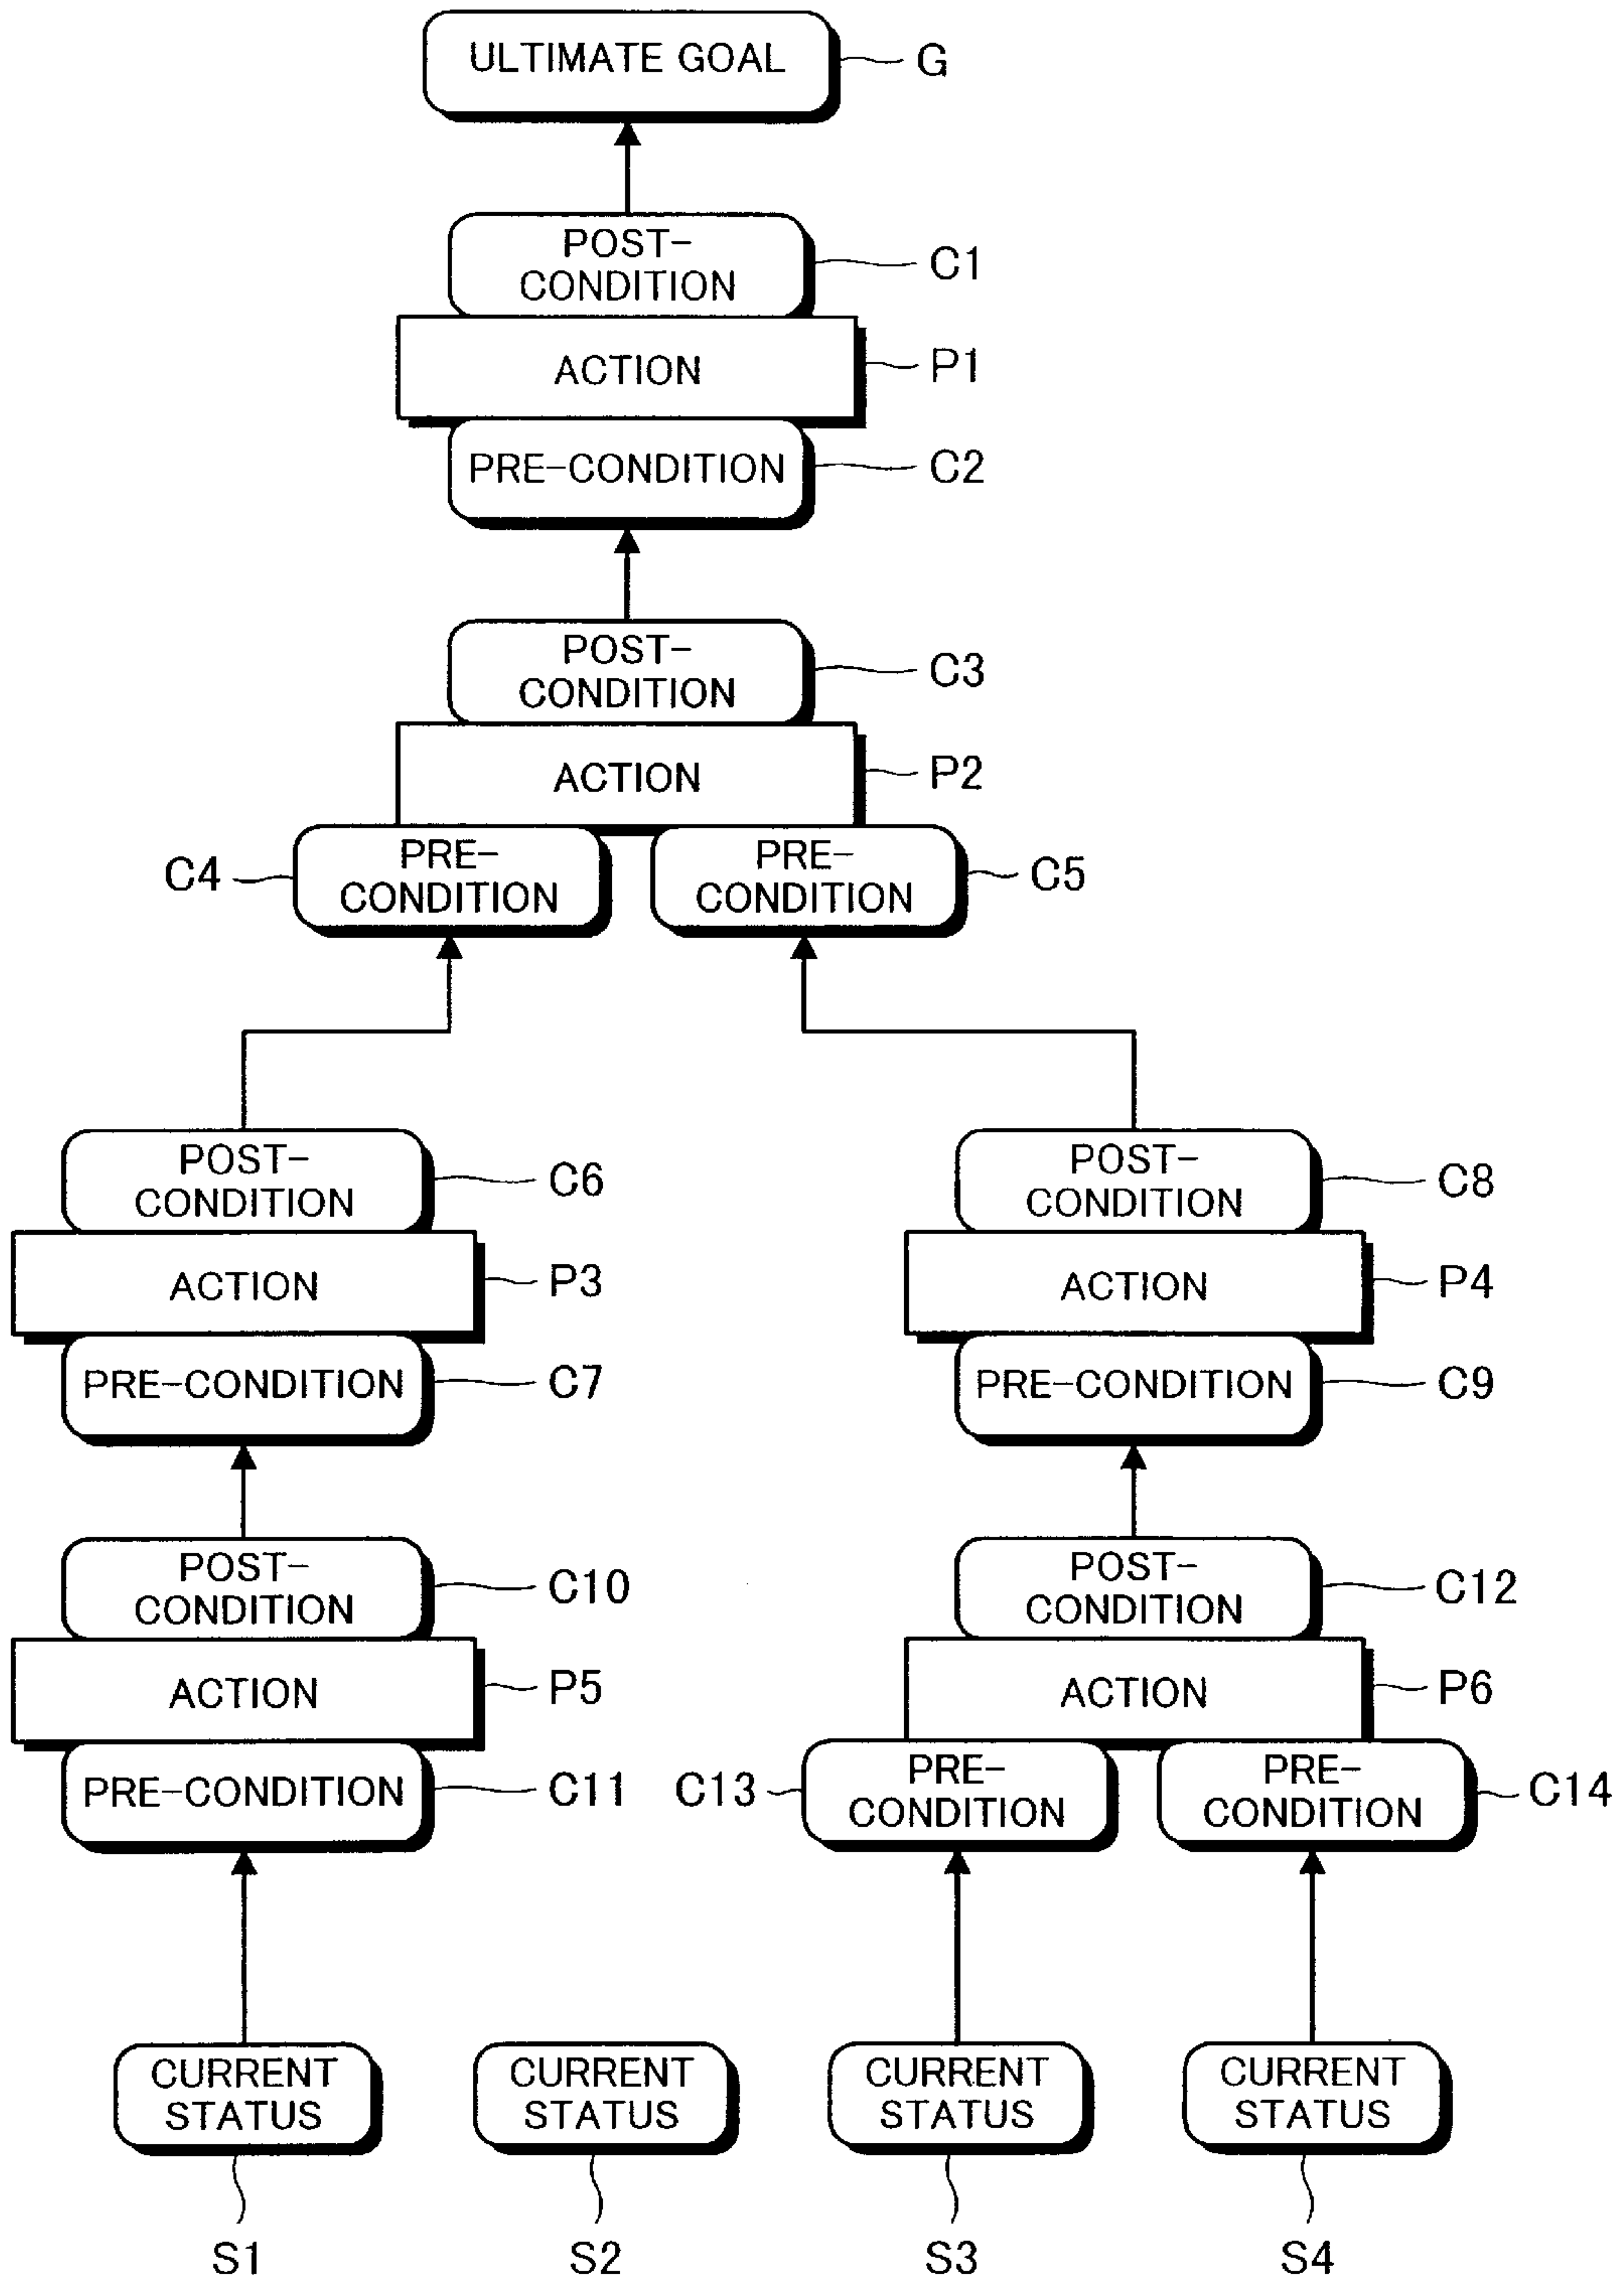 ULTIMATE GOAL
G
POST-
CONDITION
C1
ACTION
P1
PRE-CONDITION
C2
POST-
CONDITION
C3
ACTION
P2
C4
PRE-
CONDITION
PRE-
CONDITION
C5
POST-
CONDITION
C6
POST-
CONDITION
C8
ACTION
P3
ACTION
P4
PRE-CONDITION
C7
PRE-CONDITION
C9
POST-
CONDITION
C10
POST-
CONDITION
C12
ACTION
P5
ACTION
P6
PRE-CONDITION
C11
C13
PRE-
CONDITION
PRE-
CONDITION
C14
CURRENT
STATUS
CURRENT
STATUS
CURRENT
STATUS
CURRENT
STATUS
S1
S2
S3
S4